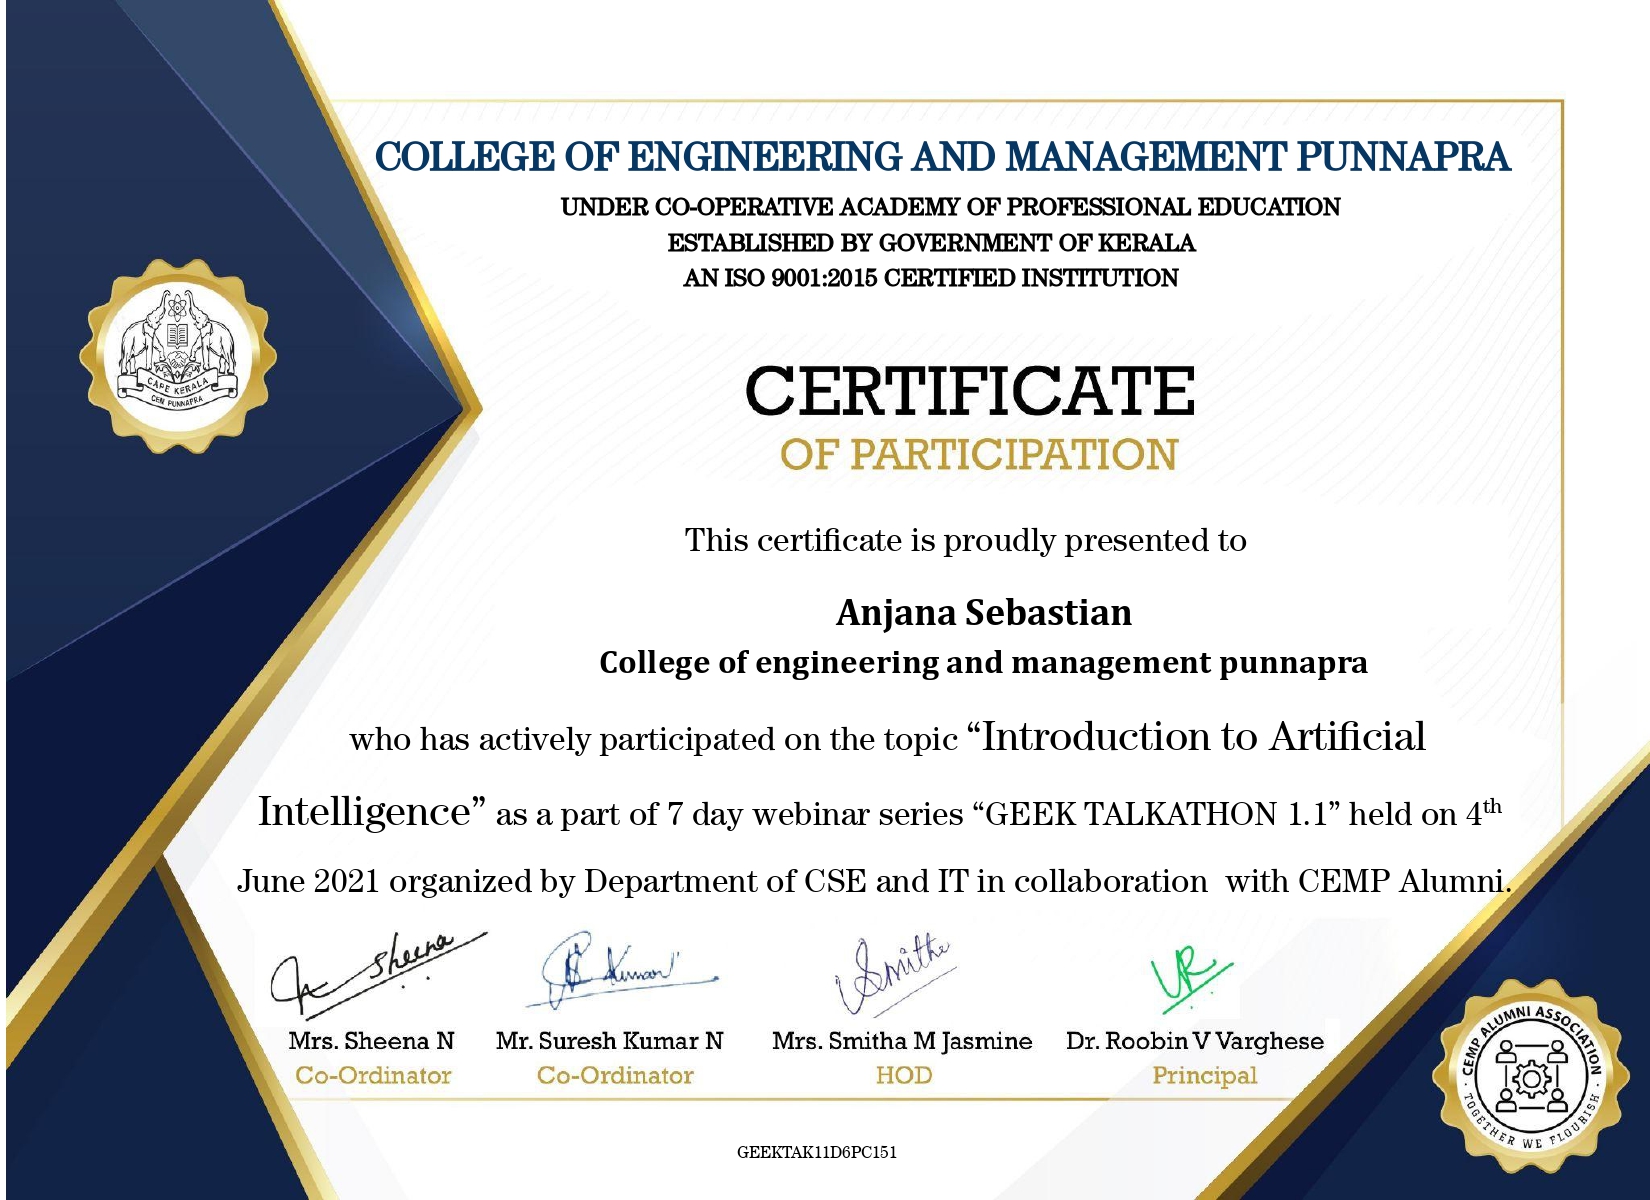 COLLEGE OF ENGINEERING AND MANAGEMENT PUNNAPRA
UNDER CO-OPERATIVE ACADEMY OF PROFESSIONAL EDUCATION
ESTABLISHED BY GOVERNMENT OF KERALA
AN ISO 9001:2015 CERTIFIED INSTITUTION
CAPE KERALA
CEM PUNNAPRA
CERTIFICATE
OF PARTICIPATION
This certificate is proudly presented to
Anjana Sebastian
College of engineering and management punnapra
who has actively participated on the topic “Introduction to Artificial
Intelligence” as a part of 7 day webinar series “GEEK TALKATHON 1.1” held on 4th
June 2021 organized by Department of CSE and IT in collaboration with CEMP Alumni.
Sheena
Kumar
Smitha
VR
Mrs. Sheena N
Mr. Suresh Kumar N
Mrs. Smitha M Jasmine
Dr. Roobin V Varghese
Co-Ordinator
Co-Ordinator
HOD
Principal
CEMP ALUMNI ASSOCIATION
· TOGETHER WE FLOURISH ·
GEEKTAK11D6PC151